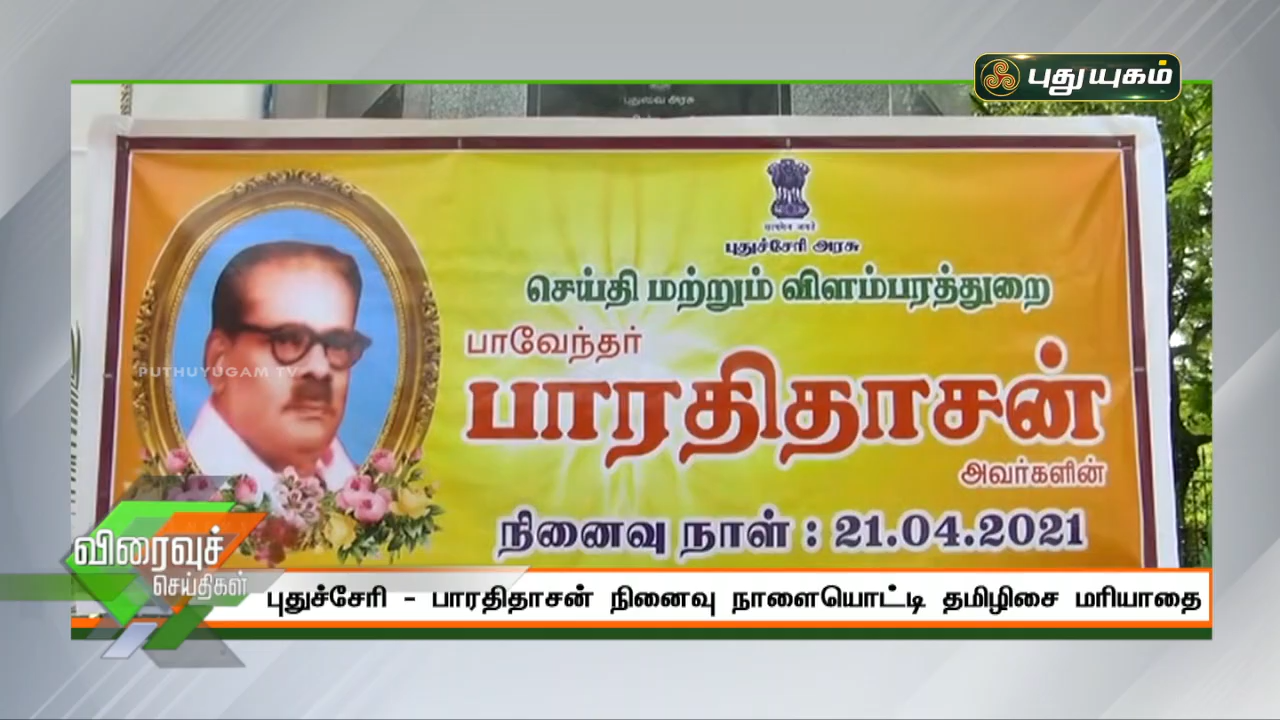 புதுயுகம்
புதுவை அரசு
புதுச்சேரி அரசு
செய்தி மற்றும் விளம்பரத்துறை
பாவேந்தர்
பாரதிதாசன்
அவர்களின்
நினைவு நாள் : 21.04.2021
PUTHUYUGAM TV
விரைவுச்
செய்திகள்
புதுச்சேரி - பாரதிதாசன் நினைவு நாளையொட்டி தமிழிசை மரியாதை